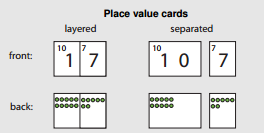 Place value cards
layered separated
front: 10 1 7 7 10 1 0 7 7
back: